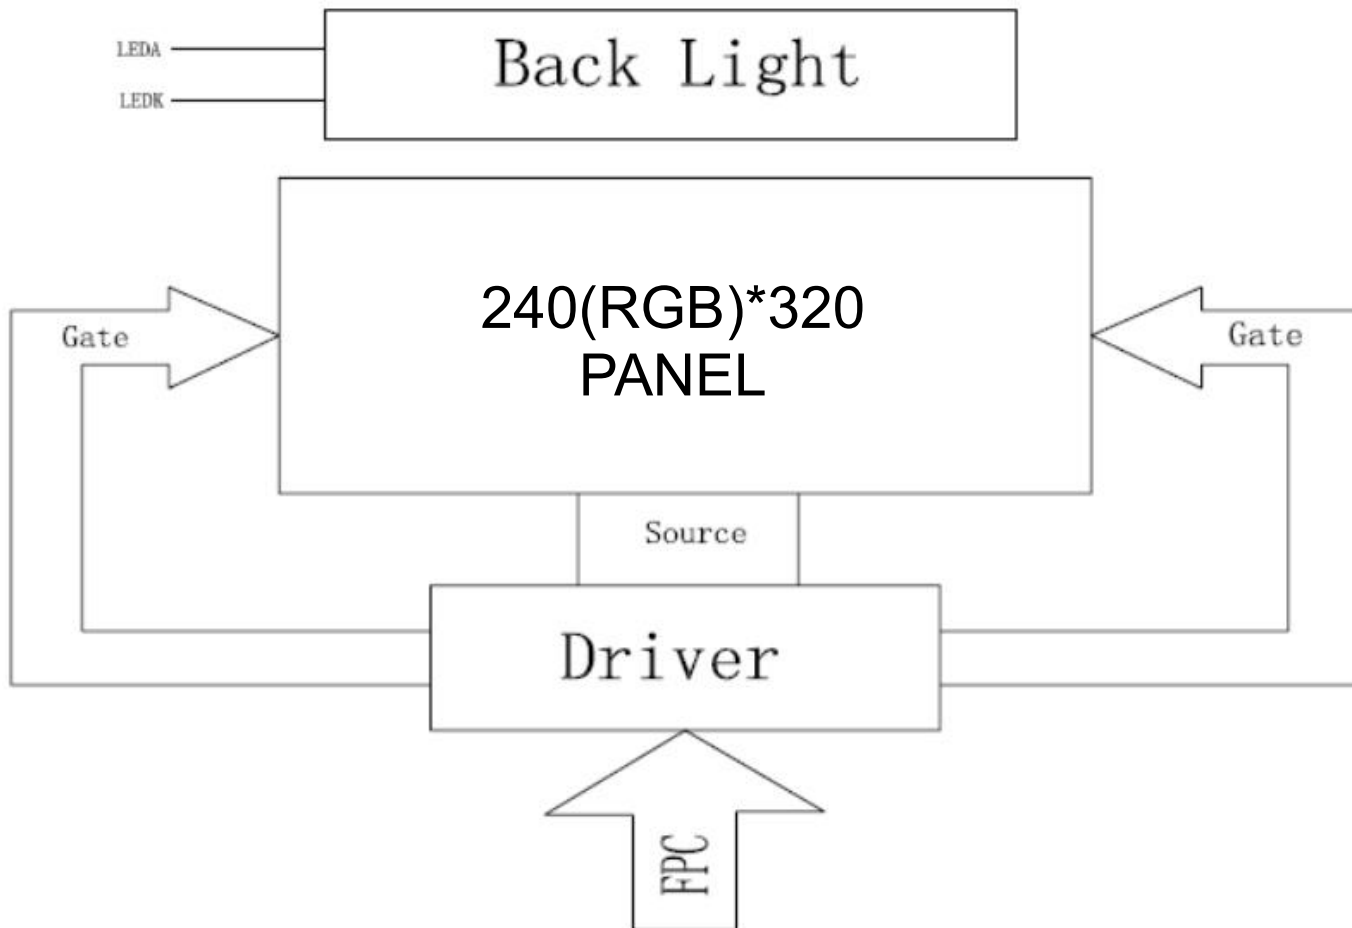 LEDA
LEDK
Back Light
240(RGB)*320
PANEL
Gate
Gate
Source
Driver
FPC